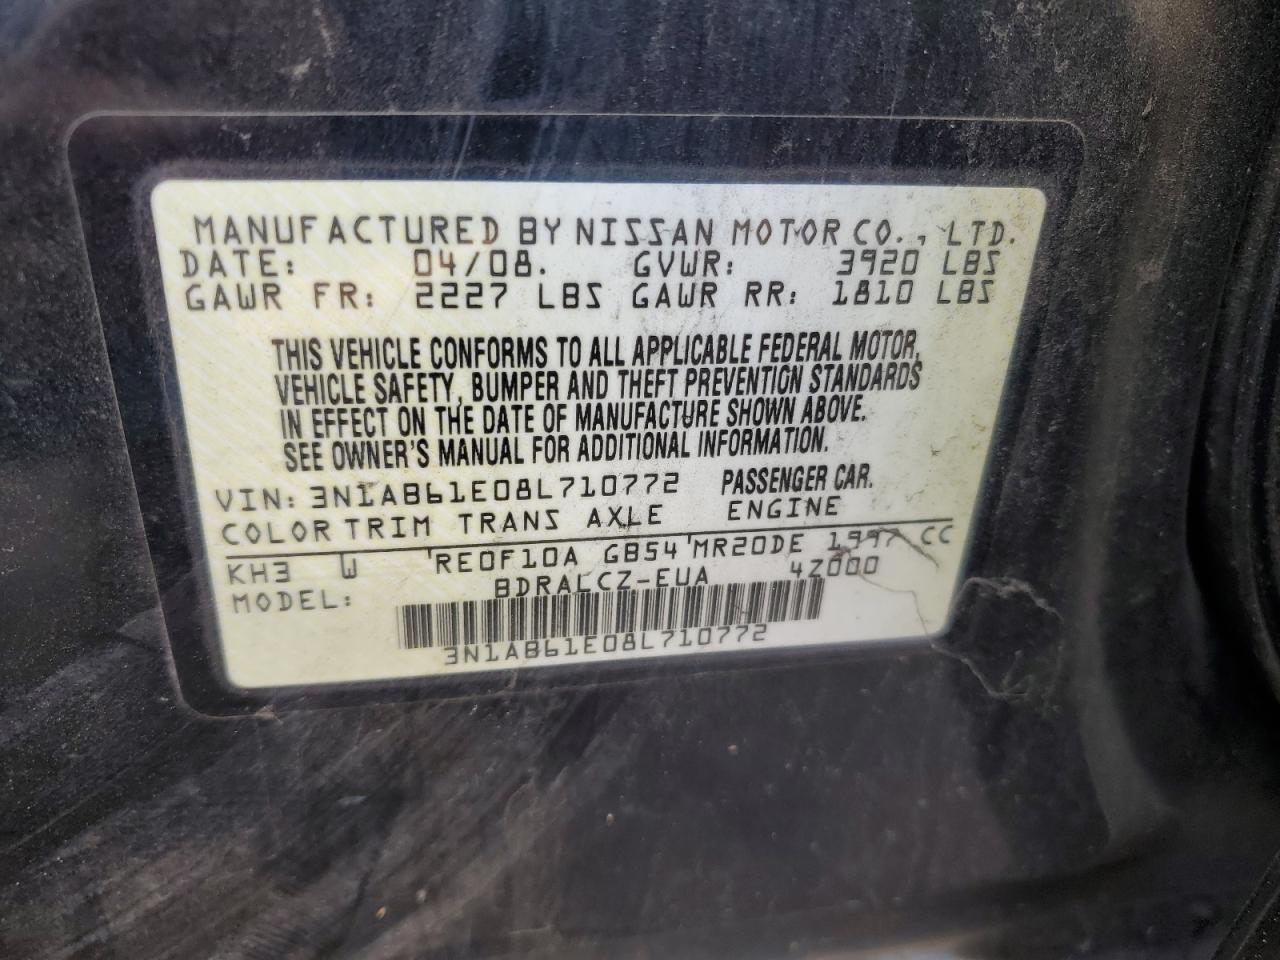 MANUFACTURED BY NISSAN MOTOR CO., LTD.
DATE: 04/08. GVWR: 3920 LBS
GAWR FR: 2227 LBS GAWR RR: 1810 LBS
THIS VEHICLE CONFORMS TO ALL APPLICABLE FEDERAL MOTOR,
VEHICLE SAFETY, BUMPER AND THEFT PREVENTION STANDARDS
IN EFFECT ON THE DATE OF MANUFACTURE SHOWN ABOVE.
SEE OWNER'S MANUAL FOR ADDITIONAL INFORMATION.
VIN: 3N1AB61E08L710772 PASSENGER CAR.
COLOR TRIM TRANS AXLE ENGINE
KH3 W RE0F10A GB54 MR20DE 1997 CC
MODEL: BDRALCZ-EUA 4Z000
3N1AB61E08L710772